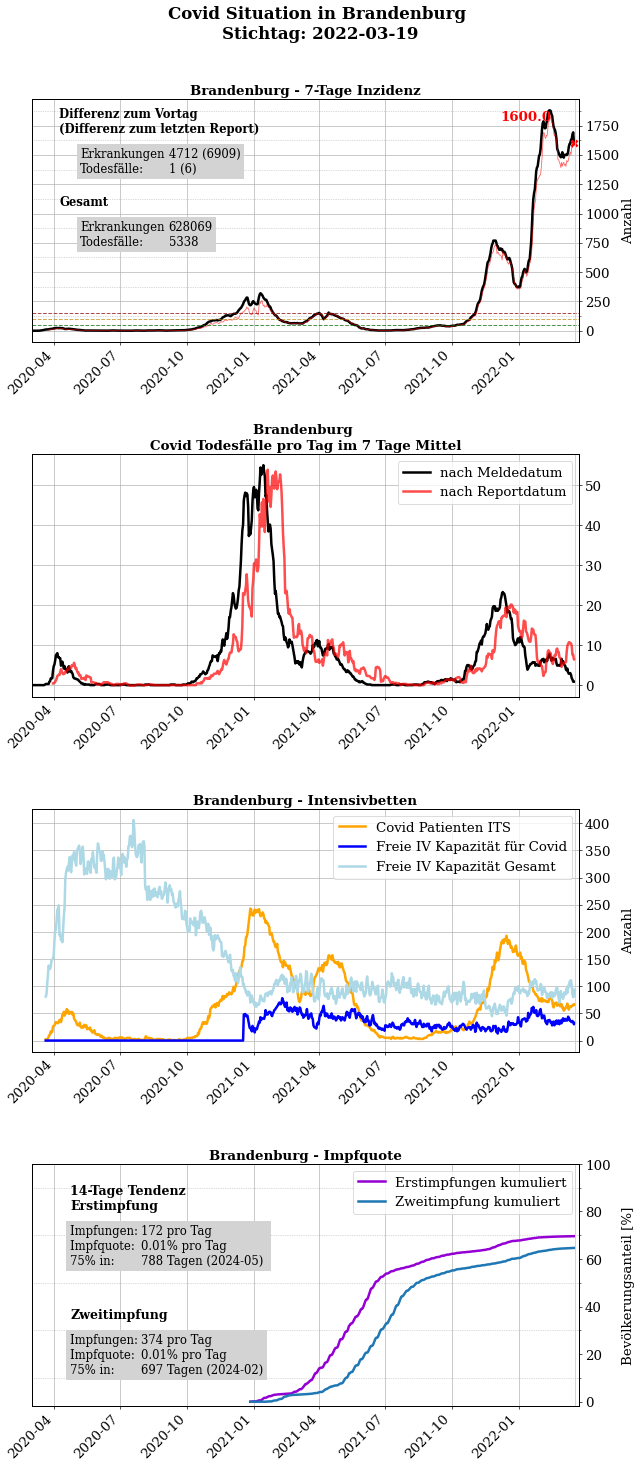 Covid Situation in Brandenburg
Stichtag: 2022-03-19
Brandenburg - 7-Tage Inzidenz
Differenz zum Vortag
(Differenz zum letzten Report)
Erkrankungen 4712 (6909)
Todesfälle: 1 (6)
Gesamt
Erkrankungen 628069
Todesfälle: 5338
1600.0
1750
1500
1250
1000
750
500
250
0
Anzahl
2020-04
2020-07
2020-10
2021-01
2021-04
2021-07
2021-10
2022-01
Brandenburg
Covid Todesfälle pro Tag im 7 Tage Mittel
nach Meldedatum
nach Reportdatum
50
40
30
20
10
0
2020-04
2020-07
2020-10
2021-01
2021-04
2021-07
2021-10
2022-01
Brandenburg - Intensivbetten
Covid Patienten ITS
Freie IV Kapazität für Covid
Freie IV Kapazität Gesamt
400
350
300
250
200
150
100
50
0
Anzahl
2020-04
2020-07
2020-10
2021-01
2021-04
2021-07
2021-10
2022-01
Brandenburg - Impfquote
14-Tage Tendenz
Erstimpfung
Impfungen: 172 pro Tag
Impfquote: 0.01% pro Tag
75% in: 788 Tagen (2024-05)
Zweitimpfung
Impfungen: 374 pro Tag
Impfquote: 0.01% pro Tag
75% in: 697 Tagen (2024-02)
Erstimpfungen kumuliert
Zweitimpfung kumuliert
100
80
60
40
20
0
Bevölkerungsanteil [%]
2020-04
2020-07
2020-10
2021-01
2021-04
2021-07
2021-10
2022-01